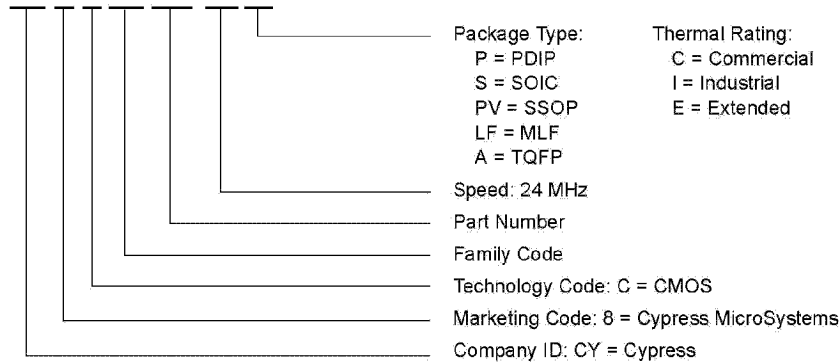 Package Type: Thermal Rating:
P = PDIP C = Commercial
S = SOIC I = Industrial
PV = SSOP E = Extended
LF = MLF
A = TQFP
Speed: 24 MHz
Part Number
Family Code
Technology Code: C = CMOS
Marketing Code: 8 = Cypress MicroSystems
Company ID: CY = Cypress